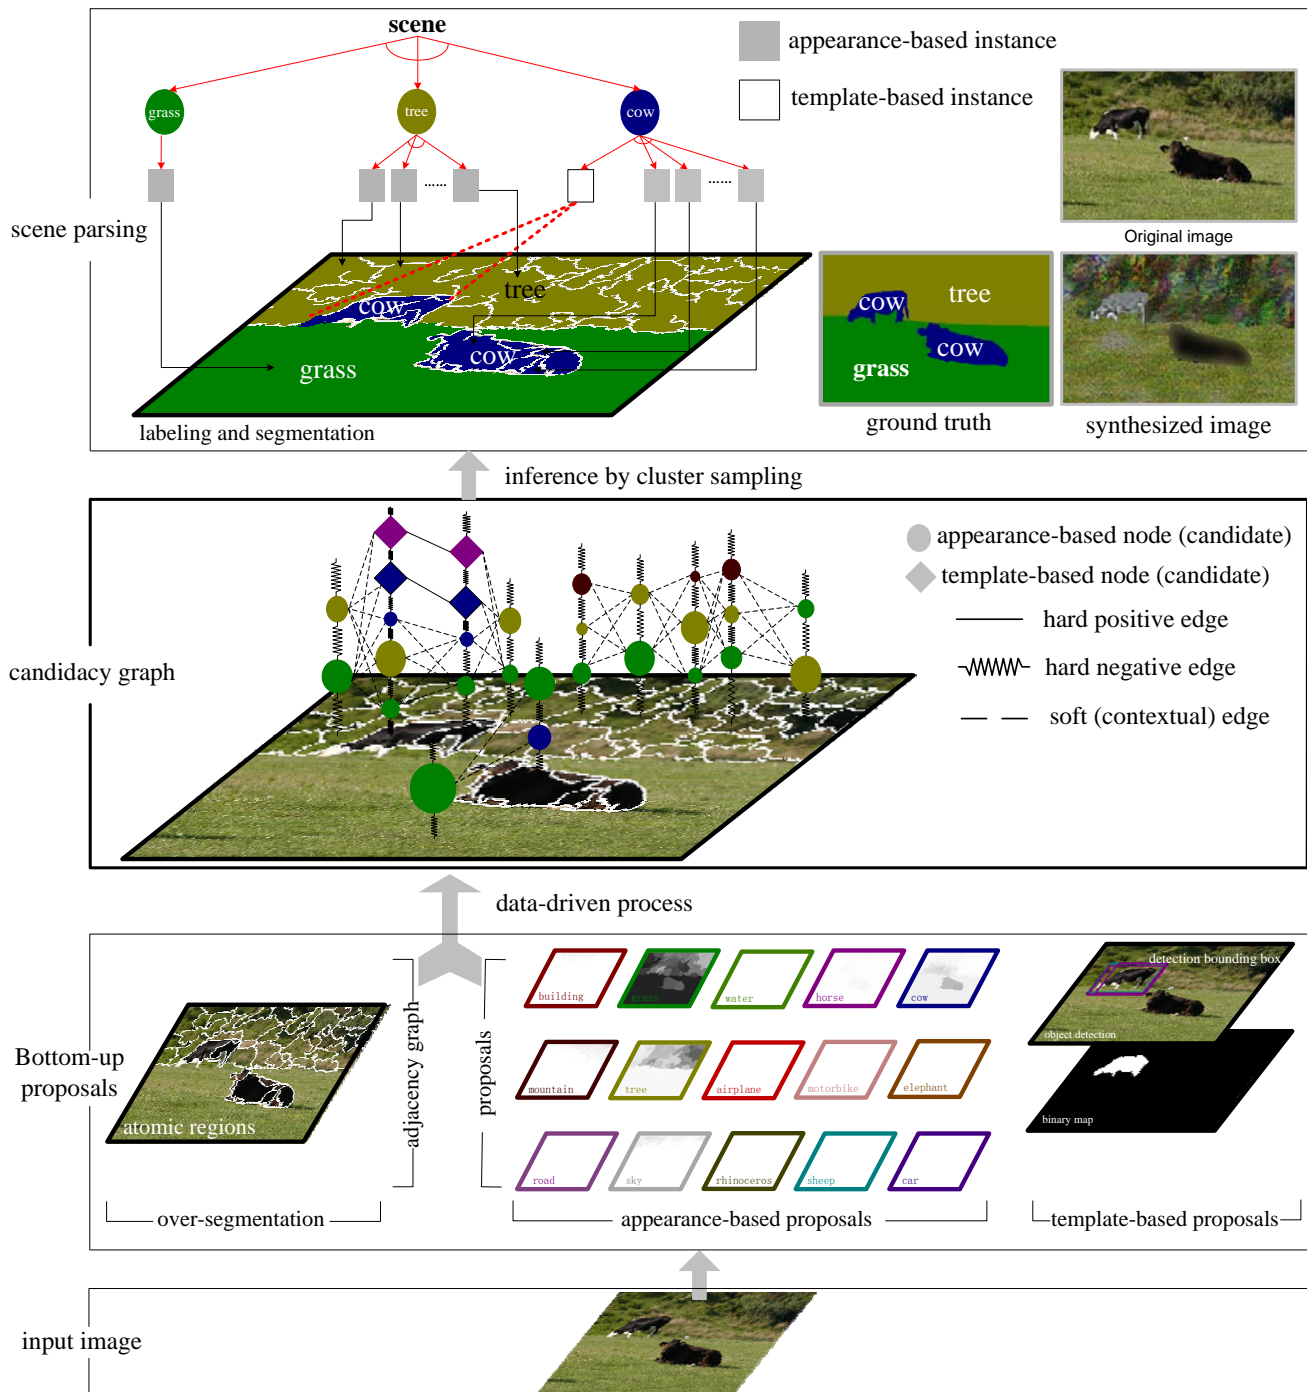 scene
appearance-based instance
template-based instance
grass
tree
cow
......
......
scene parsing
Original image
tree
cow
cow
grass
labeling and segmentation
tree
cow
cow
grass
ground truth
synthesized image
inference by cluster sampling
appearance-based node (candidate)
template-based node (candidate)
hard positive edge
hard negative edge
soft (contextual) edge
candidacy graph
data-driven process
Bottom-up
proposals
atomic regions
over-segmentation
adjacency graph
proposals
building
grass
water
horse
cow
mountain
tree
airplane
motorbike
elephant
road
sky
rhinoceros
sheep
car
appearance-based proposals
detection bounding box
object detection
binary map
template-based proposals
input image